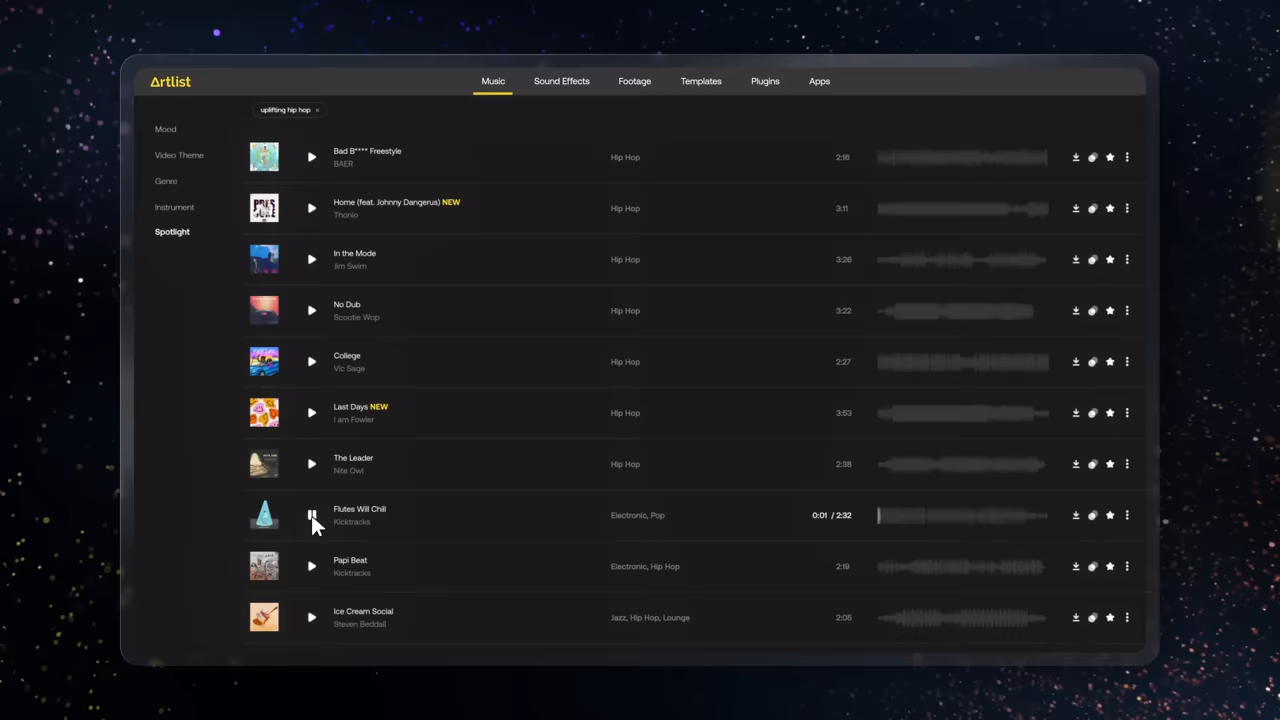 Artlist
Music Sound Effects Footage Templates Plugins Apps
uplifting hip hop ×
Mood
Video Theme
Genre
Instrument
Spotlight
Bad B**** Freestyle
BAER
Hip Hop
2:16
Home (feat. Johnny Dangerus) NEW
Thonio
Hip Hop
3:11
In the Mode
Jim Swim
Hip Hop
3:26
No Dub
Scootie Wop
Hip Hop
3:22
College
Vic Sage
Hip Hop
2:27
Last Days NEW
I am Fowler
Hip Hop
3:53
The Leader
Nite Owl
Hip Hop
2:38
Flutes Will Chill
Kicktracks
Electronic, Pop
0:01 / 2:32
Papi Beat
Kicktracks
Electronic, Hip Hop
2:19
Ice Cream Social
Steven Beddall
Jazz, Hip Hop, Lounge
2:05